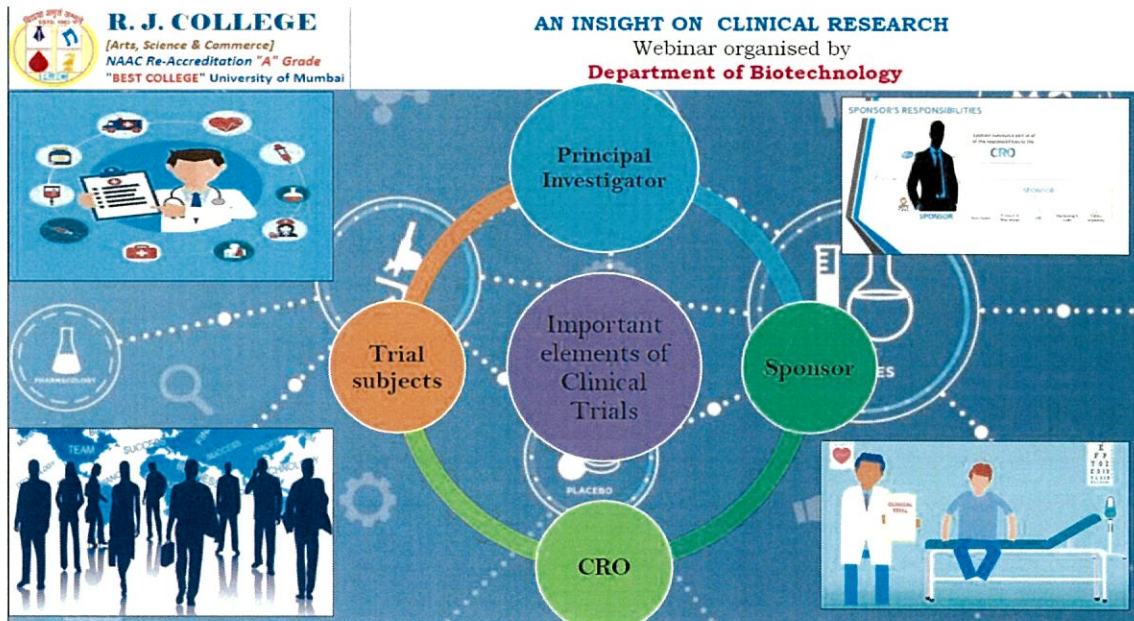 R. J. COLLEGE
[Arts, Science & Commerce]
NAAC Re-Accreditation "A" Grade
"BEST COLLEGE" University of Mumbai
AN INSIGHT ON CLINICAL RESEARCH
Webinar organised by
Department of Biotechnology
SPONSOR'S RESPONSIBILITIES
CRO
SPONSOR
SPONSOR
Principal
Investigator
Trial
subjects
Important
elements of
Clinical
Trials
Sponsor
PHARMACOLOGY
PLACEBO
CRO
TEAM
SUCCESS
CLINICAL
TRIAL